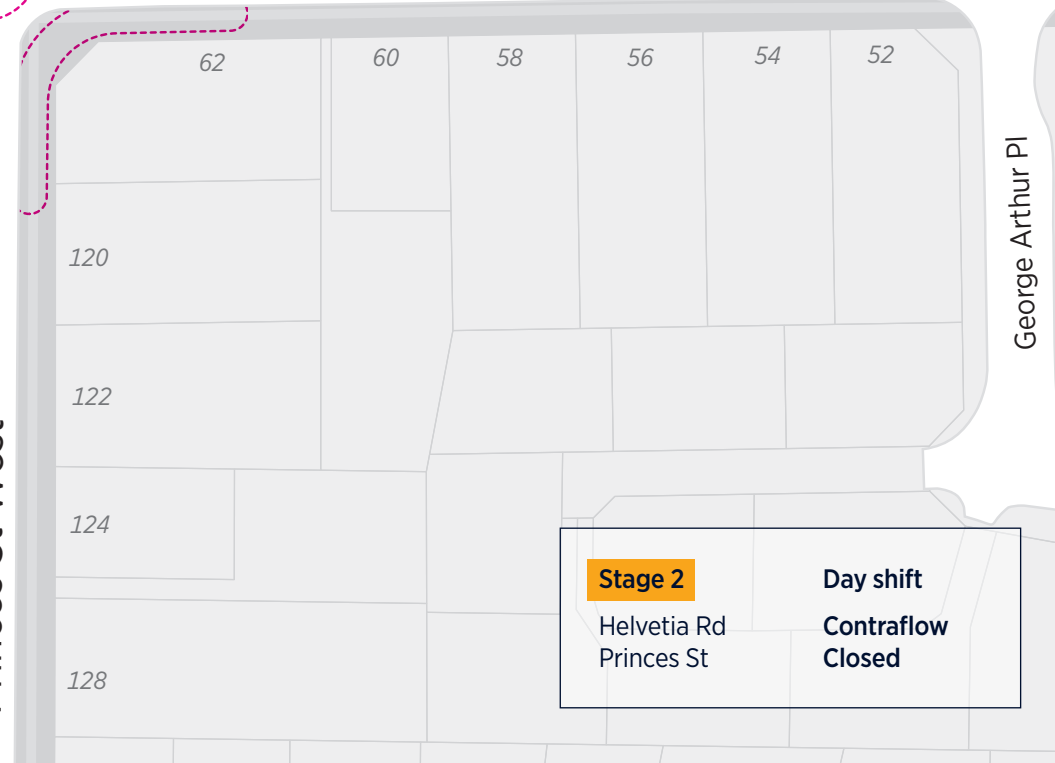 62
60
58
56
54
52
120
122
124
128
George Arthur Pl
Stage 2
Day shift
Helvetia Rd
Contraflow
Princes St
Closed